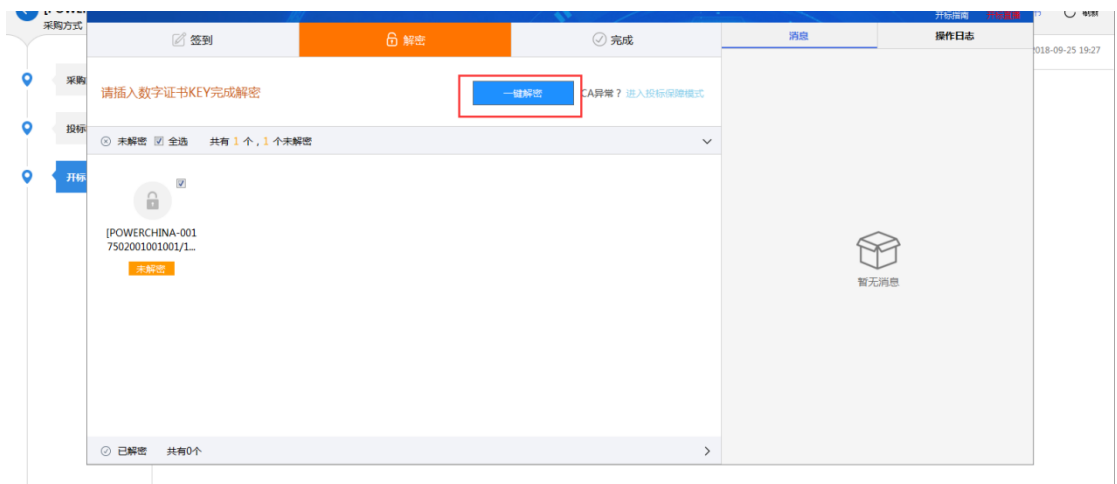 采购方式
开标指南
刷新
签到
解密
完成
消息
操作日志
2018-09-25 19:27
采购
请插入数字证书KEY完成解密
一键解密
CA异常？进入投标保障模式
投标
未解密 全选 共有 1 个 , 1 个未解密
开标
[POWERCHINA-001
7502001001001/1...
未解密
暂无消息
已解密 共有0个